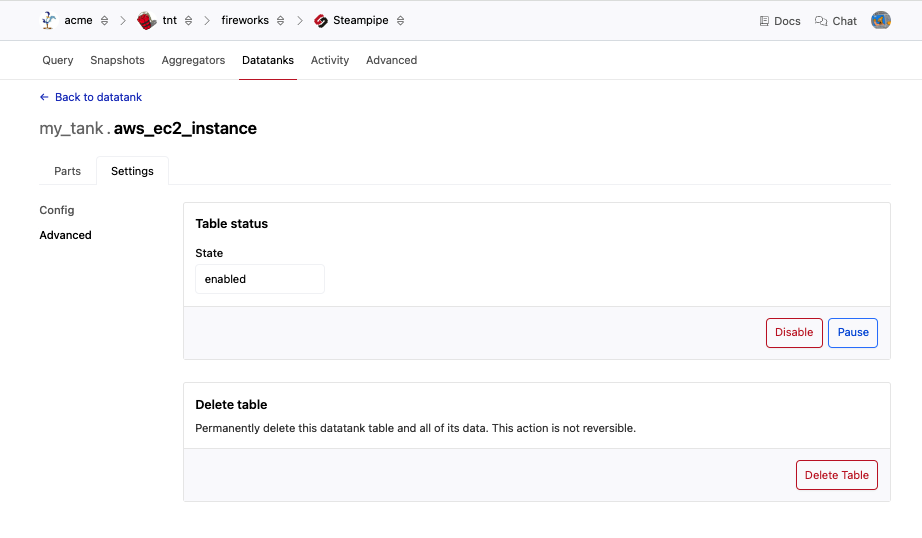 acme tnt fireworks Steampipe Docs Chat
Query Snapshots Aggregators Datatanks Activity Advanced
← Back to datatank
my_tank . aws_ec2_instance
Parts Settings
Config
Advanced
Table status
State
enabled
Disable Pause
Delete table
Permanently delete this datatank table and all of its data. This action is not reversible.
Delete Table